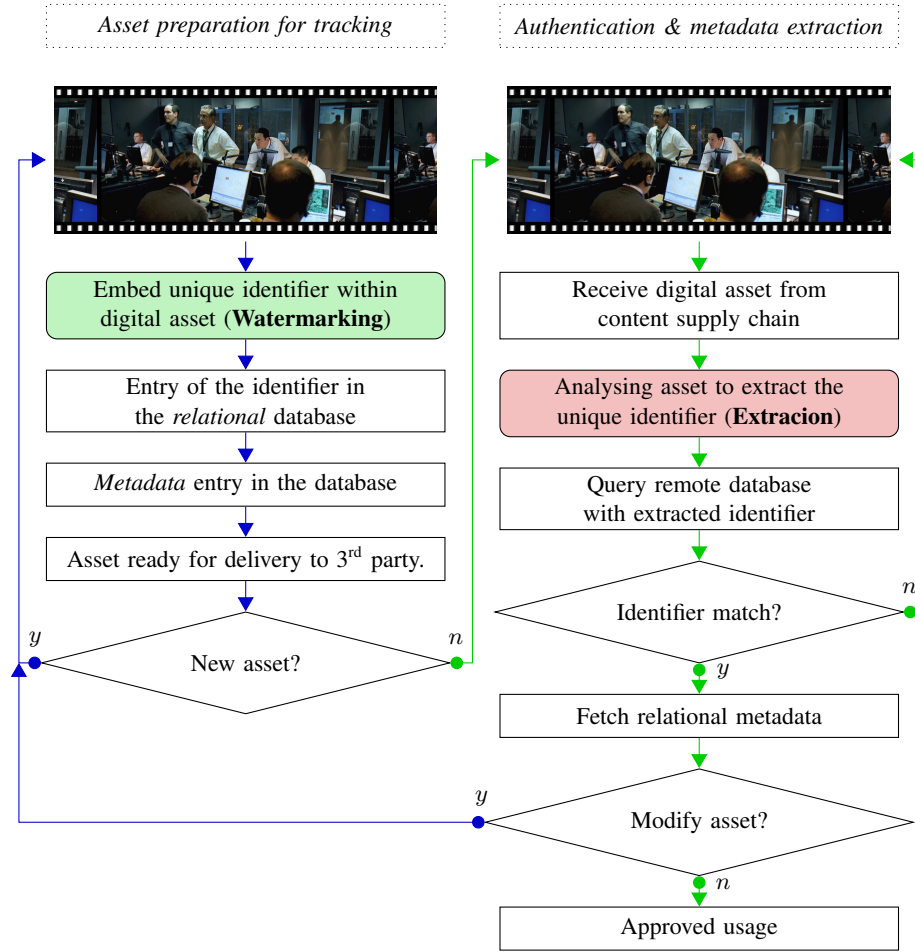 Asset preparation for tracking
Embed unique identifier within
digital asset (Watermarking)
Entry of the identifier in
the relational database
Metadata entry in the database
Asset ready for delivery to 3rd party.
y
n
New asset?
Authentication & metadata extraction
Receive digital asset from
content supply chain
Analysing asset to extract the
unique identifier (Extracion)
Query remote database
with extracted identifier
n
Identifier match?
y
Fetch relational metadata
y
Modify asset?
n
Approved usage